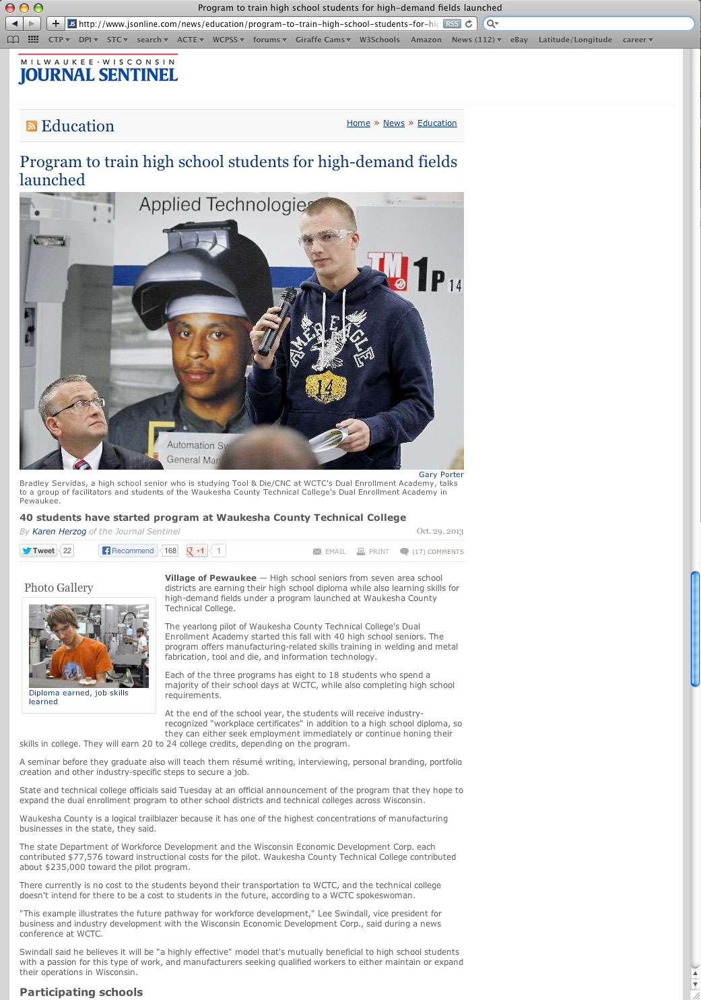 Program to train high school students for high-demand fields launched
http://www.jsonline.com/news/education/program-to-train-high-school-students-for-hig RSS
CTP DPI STC search ACTE WCPSS forums Giraffe Cams W3Schools Amazon News (112) eBay Latitude/Longitude career
MILWAUKEE·WISCONSIN
JOURNAL SENTINEL
Education
Home » News » Education
Program to train high school students for high-demand fields
launched
Applied Technologies
TM 1P 14
AMER EAGLE
14
Automation Sy
General Man
Gary Porter
Bradley Servidas, a high school senior who is studying Tool & Die/CNC at WCTC's Dual Enrollment Academy, talks
to a group of facilitators and students of the Waukesha County Technical College's Dual Enrollment Academy in
Pewaukee.
40 students have started program at Waukesha County Technical College
By Karen Herzog of the Journal Sentinel
Oct. 29, 2013
Tweet 22 Recommend 168 +1 1 EMAIL PRINT (17) COMMENTS
Photo Gallery
Diploma earned, job skills
learned
Village of Pewaukee — High school seniors from seven area school
districts are earning their high school diploma while also learning skills for
high-demand fields under a program launched at Waukesha County
Technical College.
The yearlong pilot of Waukesha County Technical College's Dual
Enrollment Academy started this fall with 40 high school seniors. The
program offers manufacturing-related skills training in welding and metal
fabrication, tool and die, and information technology.
Each of the three programs has eight to 18 students who spend a
majority of their school days at WCTC, while also completing high school
requirements.
At the end of the school year, the students will receive industry-
recognized "workplace certificates" in addition to a high school diploma, so
they can either seek employment immediately or continue honing their
skills in college. They will earn 20 to 24 college credits, depending on the program.
A seminar before they graduate also will teach them résumé writing, interviewing, personal branding, portfolio
creation and other industry-specific steps to secure a job.
State and technical college officials said Tuesday at an official announcement of the program that they hope to
expand the dual enrollment program to other school districts and technical colleges across Wisconsin.
Waukesha County is a logical trailblazer because it has one of the highest concentrations of manufacturing
businesses in the state, they said.
The state Department of Workforce Development and the Wisconsin Economic Development Corp. each
contributed $77,576 toward instructional costs for the pilot. Waukesha County Technical College contributed
about $235,000 toward the pilot program.
There currently is no cost to the students beyond their transportation to WCTC, and the technical college
doesn't intend for there to be a cost to students in the future, according to a WCTC spokeswoman.
"This example illustrates the future pathway for workforce development," Lee Swindall, vice president for
business and industry development with the Wisconsin Economic Development Corp., said during a news
conference at WCTC.
Swindall said he believes it will be "a highly effective" model that's mutually beneficial to high school students
with a passion for this type of work, and manufacturers seeking qualified workers to either maintain or expand
their operations in Wisconsin.
Participating schools